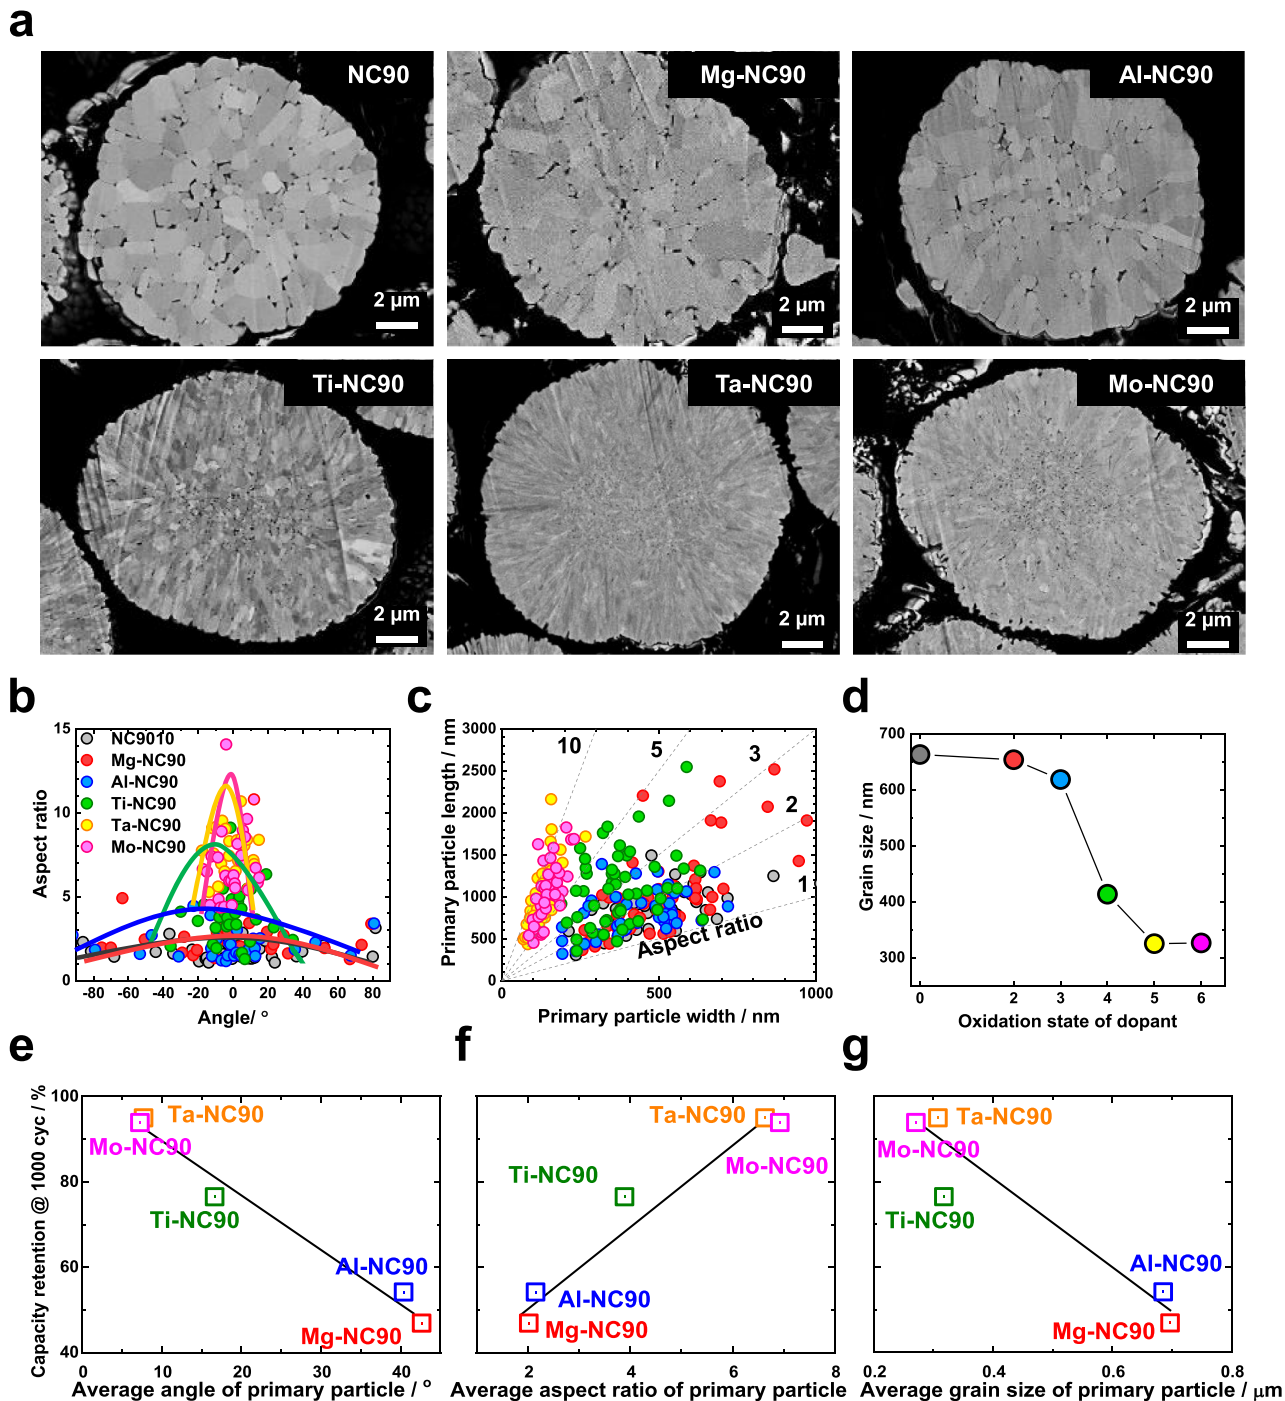 a
NC90
Mg-NC90
Al-NC90
2 μm
2 μm
2 μm
Ti-NC90
Ta-NC90
Mo-NC90
2 μm
2 μm
2 μm
b
Aspect ratio
15
10
5
0
NC9010
Mg-NC90
Al-NC90
Ti-NC90
Ta-NC90
Mo-NC90
-80 -60 -40 -20 0 20 40 60 80
Angle/ °
c
Primary particle length / nm
3000
2500
2000
1500
1000
500
0
10
5
3
2
1
Aspect ratio
0 500 1000
Primary particle width / nm
d
Grain size / nm
700
600
500
400
300
0 2 3 4 5 6
Oxidation state of dopant
e
Capacity retention @ 1000 cyc / %
100
80
60
40
Ta-NC90
Mo-NC90
Ti-NC90
Al-NC90
Mg-NC90
0 10 20 30 40
Average angle of primary particle / °
f
Ta-NC90
Mo-NC90
Ti-NC90
Al-NC90
Mg-NC90
2 4 6 8
Average aspect ratio of primary particle
g
Ta-NC90
Mo-NC90
Ti-NC90
Al-NC90
Mg-NC90
0.2 0.4 0.6 0.8
Average grain size of primary particle / μm